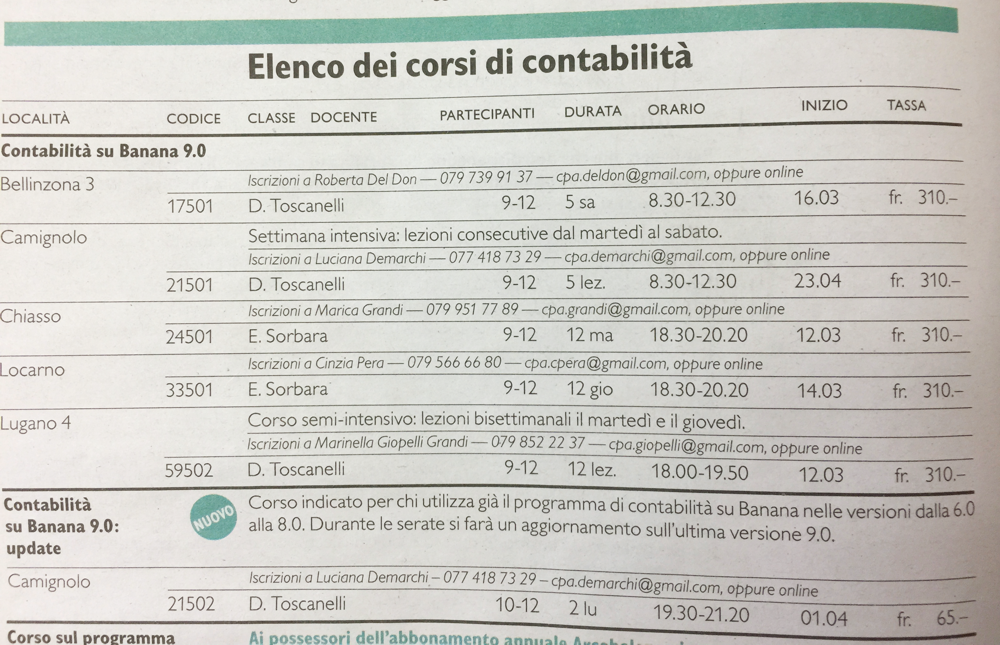 Elenco dei corsi di contabilità
LOCALITÀ CODICE CLASSE DOCENTE PARTECIPANTI DURATA ORARIO INIZIO TASSA
Contabilità su Banana 9.0
Bellinzona 3 Iscrizioni a Roberta Del Don — 079 739 91 37 — cpa.deldon@gmail.com, oppure online
17501 D. Toscanelli 9-12 5 sa 8.30-12.30 16.03 fr. 310.–
Camignolo Settimana intensiva: lezioni consecutive dal martedì al sabato.
Iscrizioni a Luciana Demarchi — 077 418 73 29 — cpa.demarchi@gmail.com, oppure online
21501 D. Toscanelli 9-12 5 lez. 8.30-12.30 23.04 fr. 310.–
Chiasso Iscrizioni a Marica Grandi — 079 951 77 89 — cpa.grandi@gmail.com, oppure online
24501 E. Sorbara 9-12 12 ma 18.30-20.20 12.03 fr. 310.–
Locarno Iscrizioni a Cinzia Pera — 079 566 66 80 — cpa.cpera@gmail.com, oppure online
33501 E. Sorbara 9-12 12 gio 18.30-20.20 14.03 fr. 310.–
Lugano 4 Corso semi-intensivo: lezioni bisettimanali il martedì e il giovedì.
Iscrizioni a Marinella Giopelli Grandi — 079 852 22 37 — cpa.giopelli@gmail.com, oppure online
59502 D. Toscanelli 9-12 12 lez. 18.00-19.50 12.03 fr. 310.–
Contabilità
su Banana 9.0:
update
NUOVO
Corso indicato per chi utilizza già il programma di contabilità su Banana nelle versioni dalla 6.0
alla 8.0. Durante le serate si farà un aggiornamento sull'ultima versione 9.0.
Camignolo Iscrizioni a Luciana Demarchi – 077 418 73 29 – cpa.demarchi@gmail.com, oppure online
21502 D. Toscanelli 10-12 2 lu 19.30-21.20 01.04 fr. 65.–
Corso sul programma Ai possessori dell'abbonamento annuale